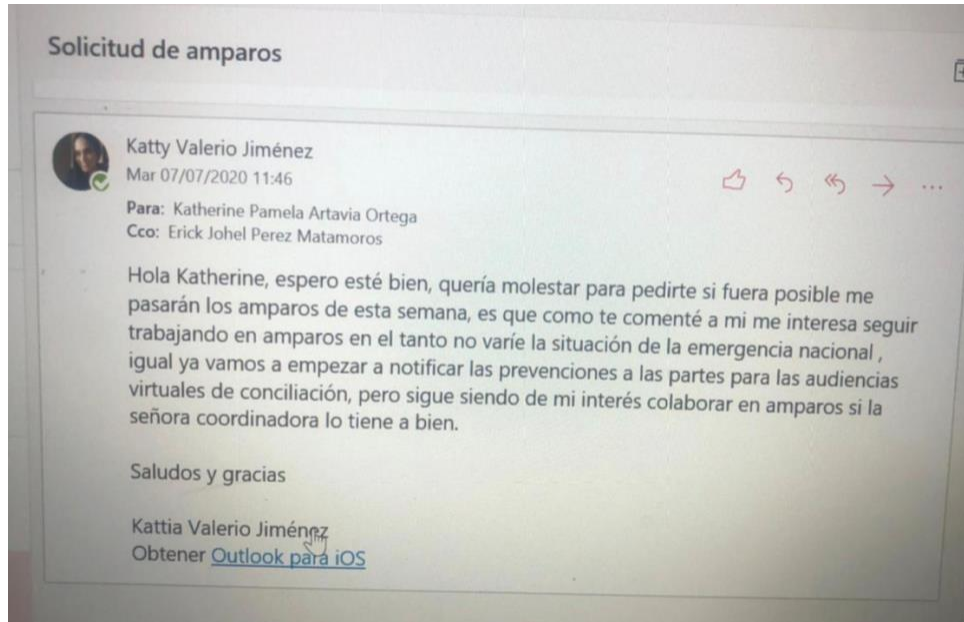 Solicitud de amparos
Katty Valerio Jiménez
Mar 07/07/2020 11:46
Para: Katherine Pamela Artavia Ortega
Cco: Erick Johel Perez Matamoros
Hola Katherine, espero esté bien, quería molestar para pedirte si fuera posible me
pasarán los amparos de esta semana, es que como te comenté a mi me interesa seguir
trabajando en amparos en el tanto no varíe la situación de la emergencia nacional ,
igual ya vamos a empezar a notificar las prevenciones a las partes para las audiencias
virtuales de conciliación, pero sigue siendo de mi interés colaborar en amparos si la
señora coordinadora lo tiene a bien.
Saludos y gracias
Kattia Valerio Jiménez
Obtener Outlook para iOS